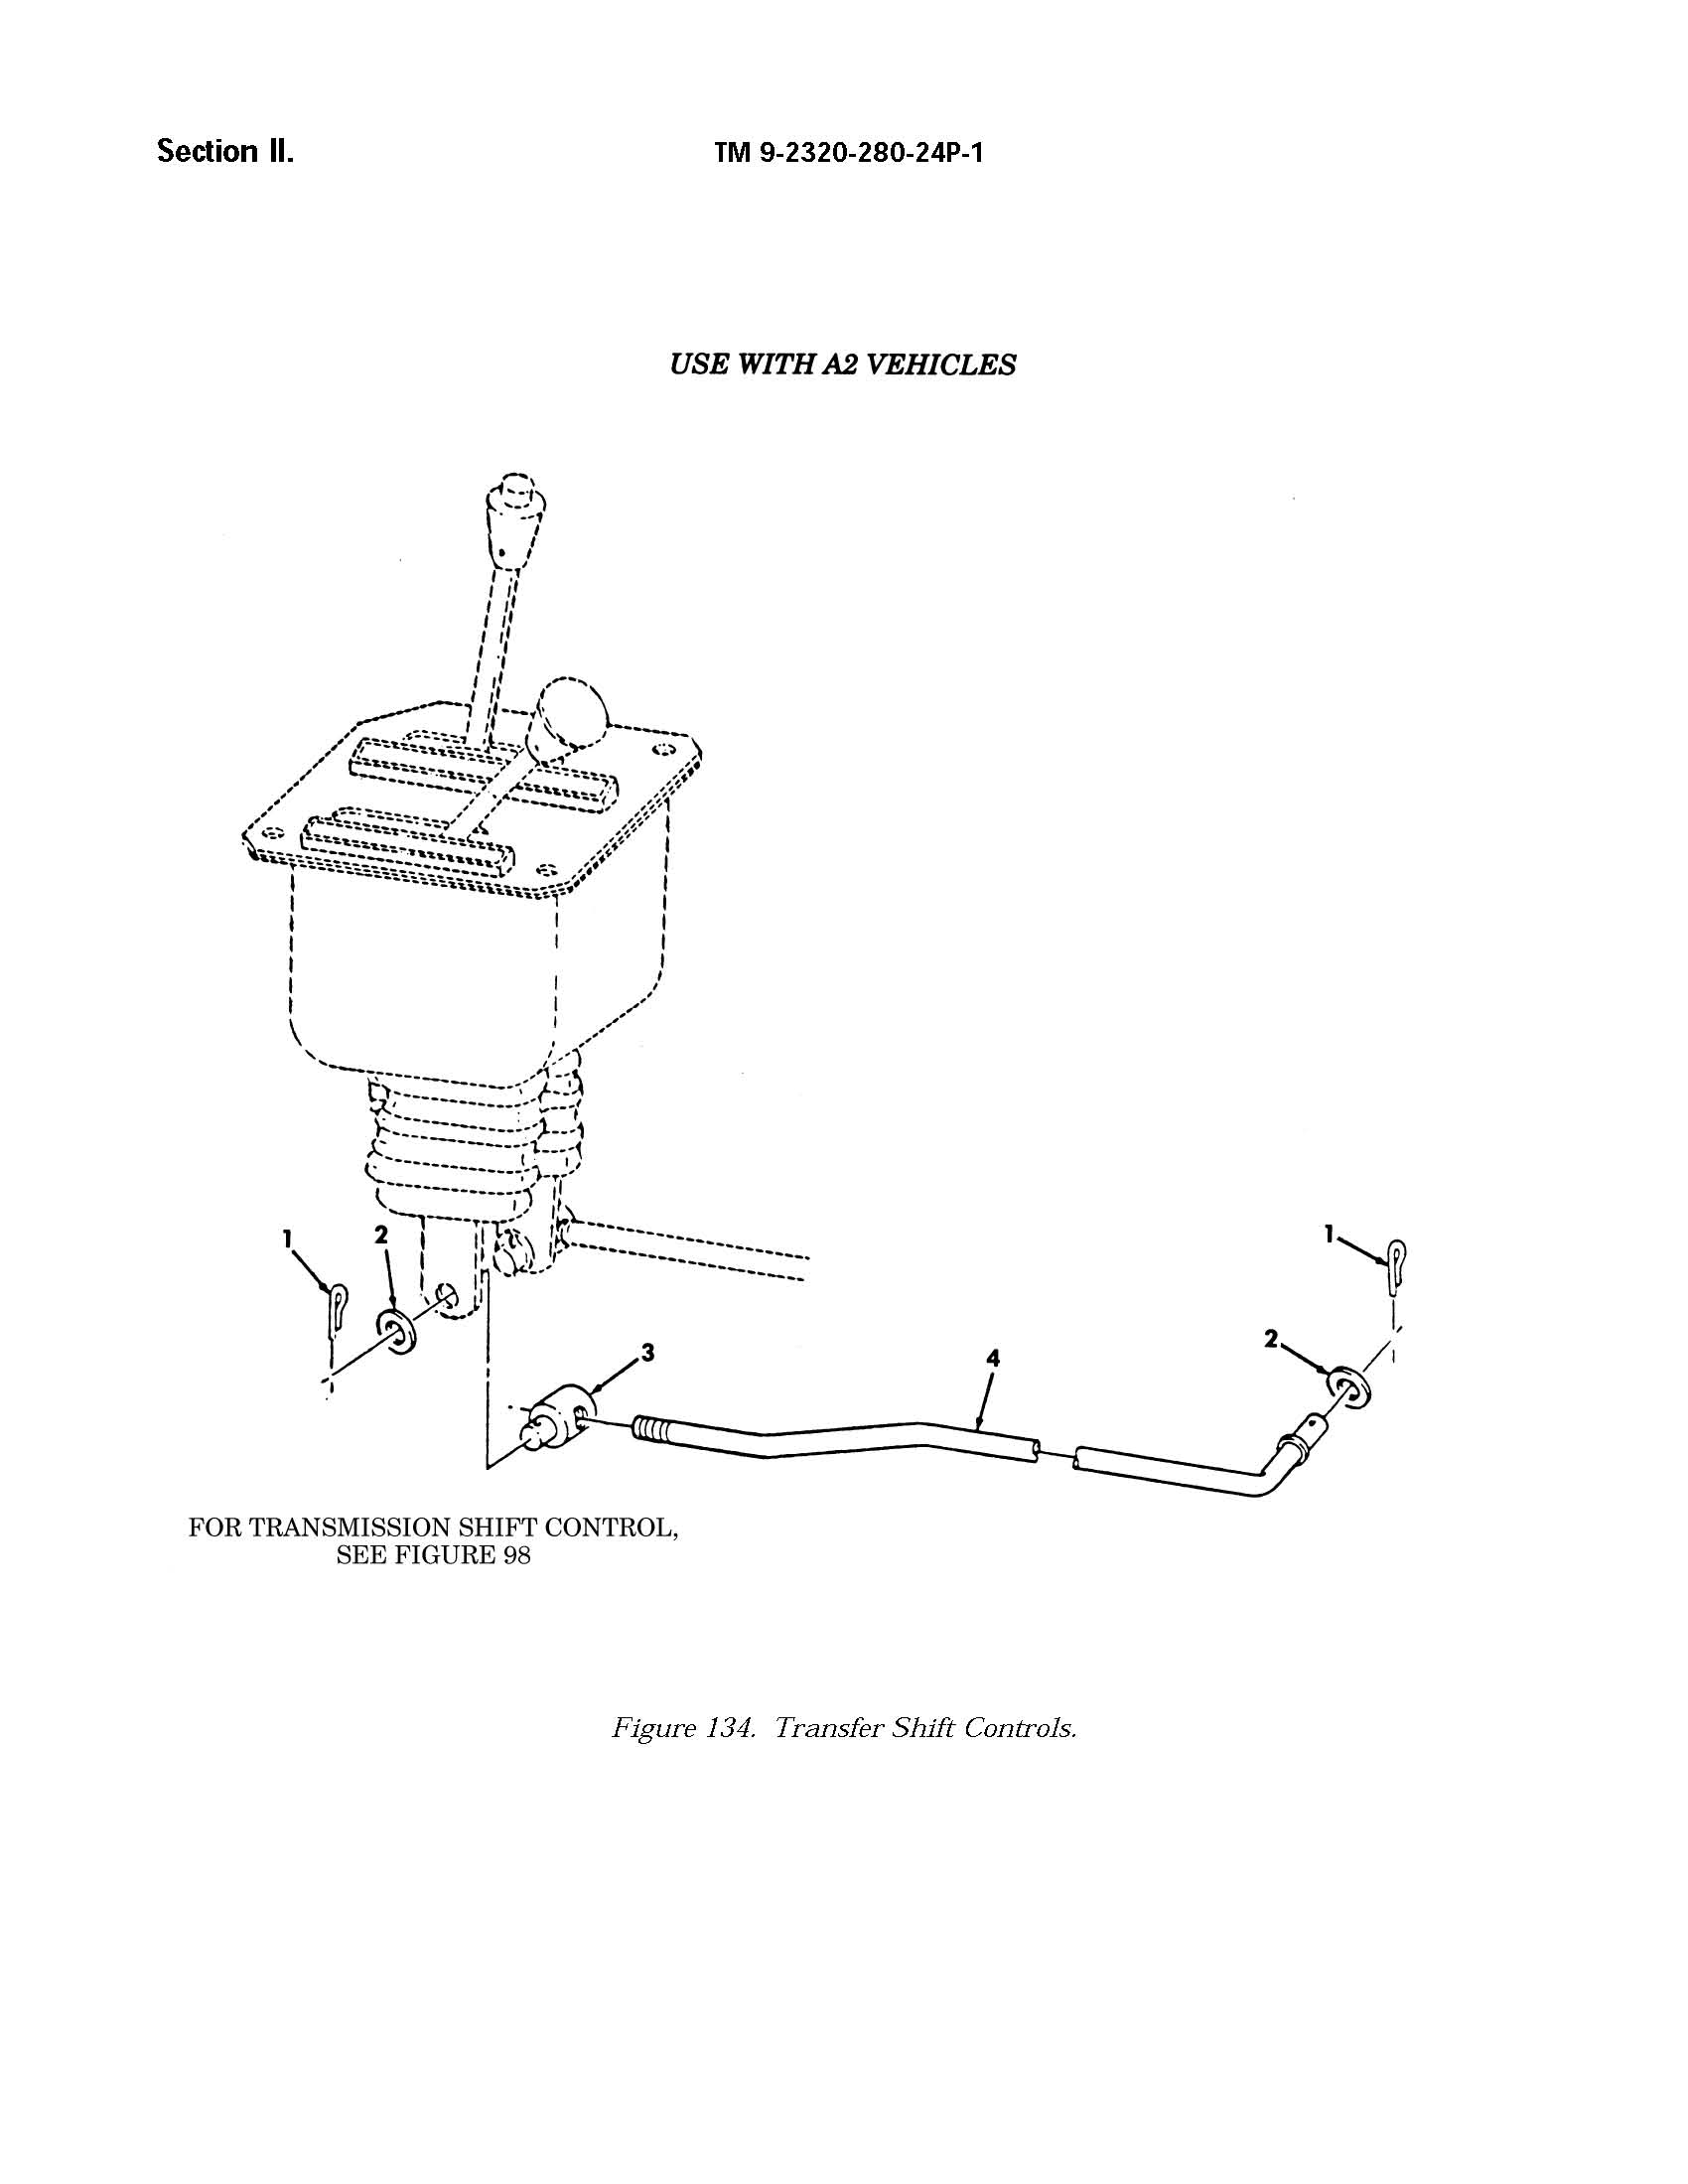 Section II.
TM 9-2320-280-24P-1
USE WITH A2 VEHICLES
1
2
1
2
3
4
FOR TRANSMISSION SHIFT CONTROL,
SEE FIGURE 98
Figure 134. Transfer Shift Controls.